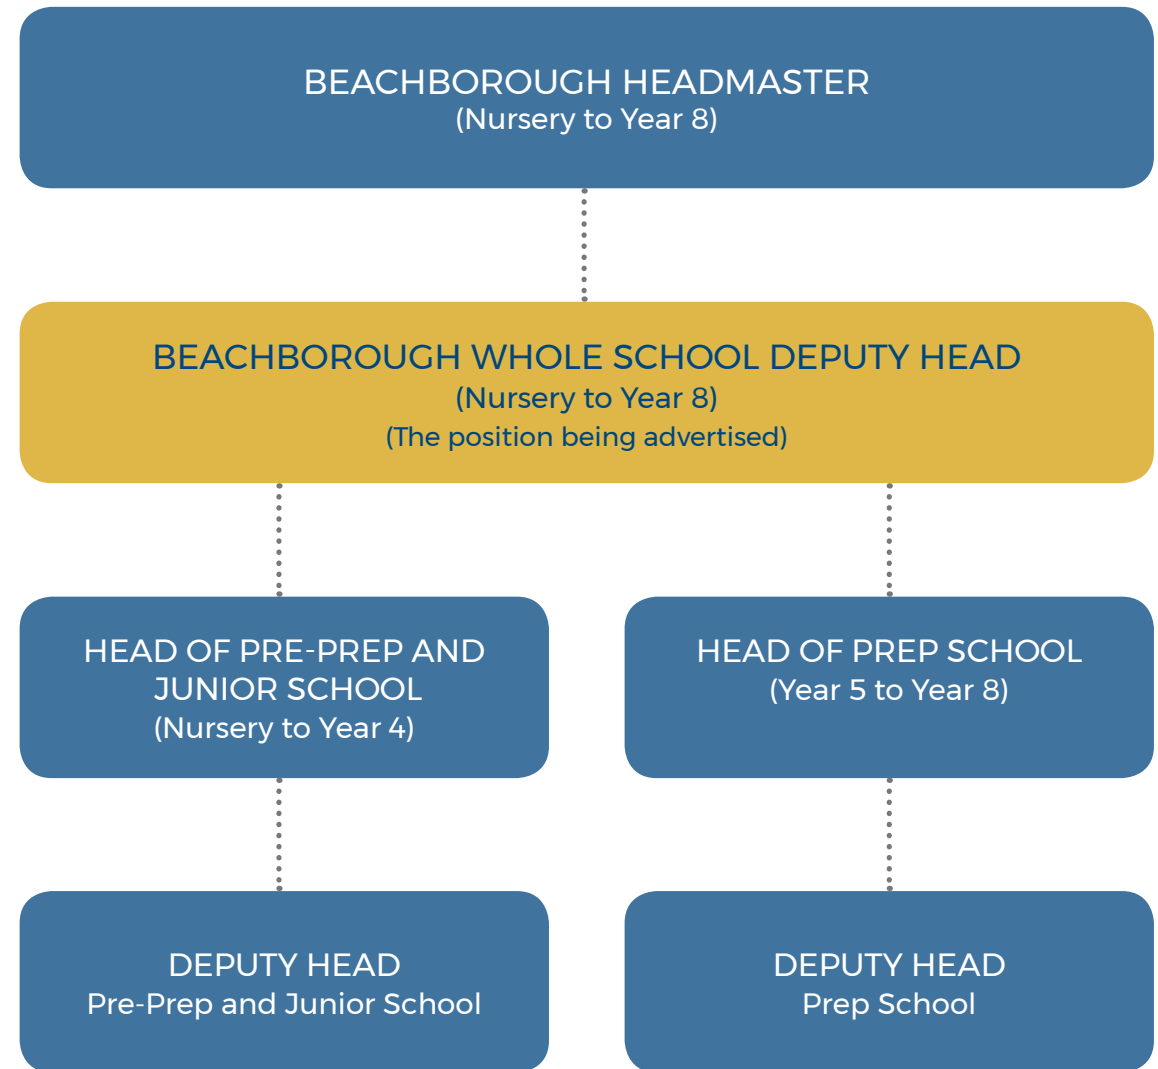 BEACHBOROUGH HEADMASTER
(Nursery to Year 8)
BEACHBOROUGH WHOLE SCHOOL DEPUTY HEAD
(Nursery to Year 8)
(The position being advertised)
HEAD OF PRE-PREP AND
JUNIOR SCHOOL
(Nursery to Year 4)
HEAD OF PREP SCHOOL
(Year 5 to Year 8)
DEPUTY HEAD
Pre-Prep and Junior School
DEPUTY HEAD
Prep School